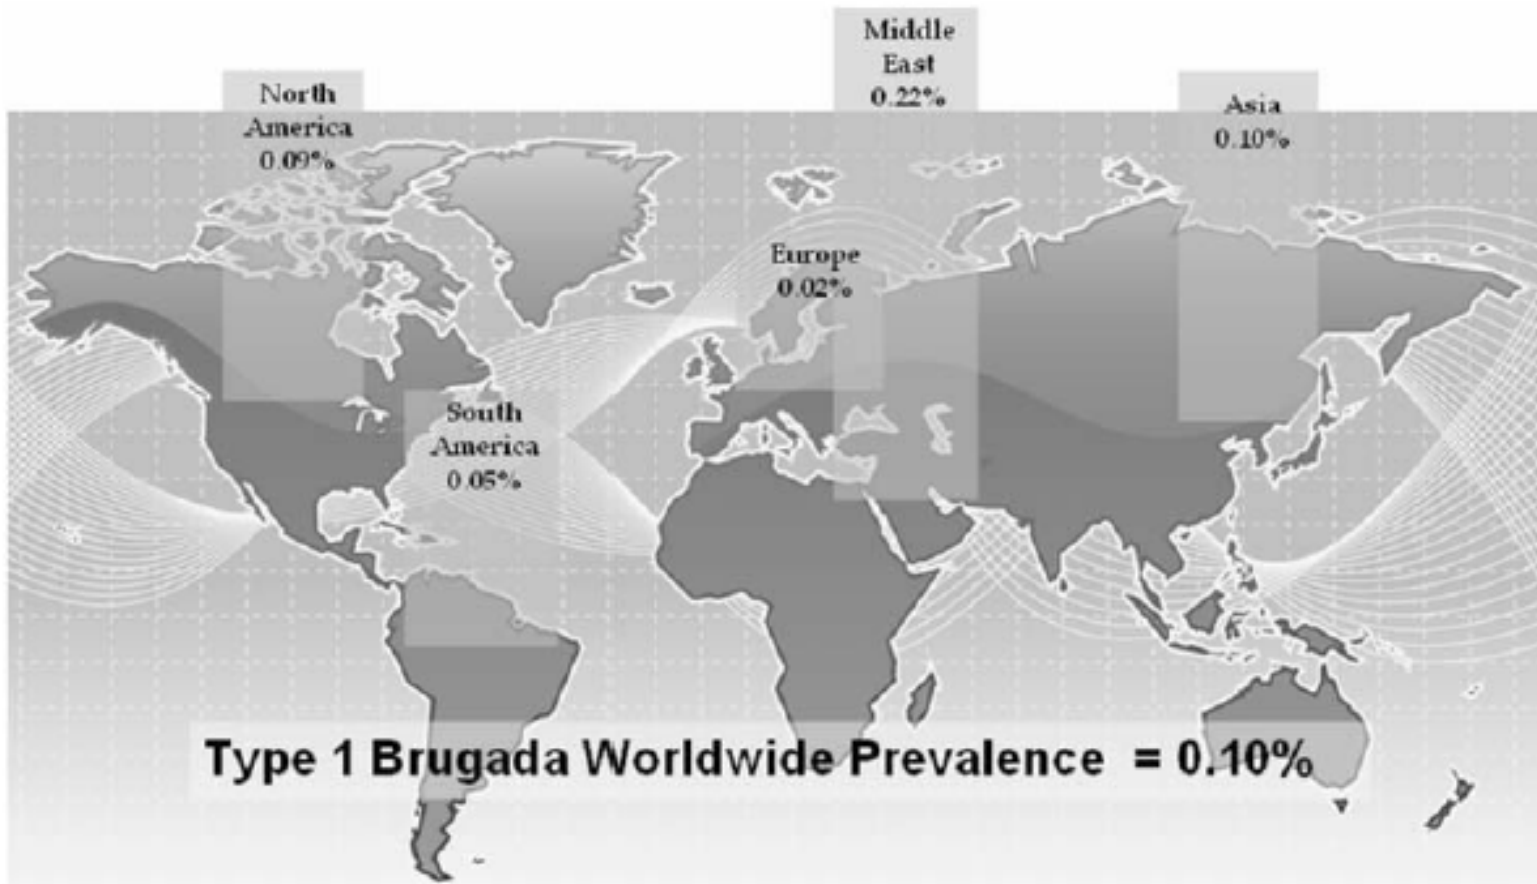 Middle
East
0.22%
North
America
0.09%
Asia
0.10%
Europe
0.02%
South
America
0.05%
Type 1 Brugada Worldwide Prevalence = 0.10%